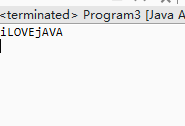 <terminated> Program3 [Java A
iLOVEjAVA